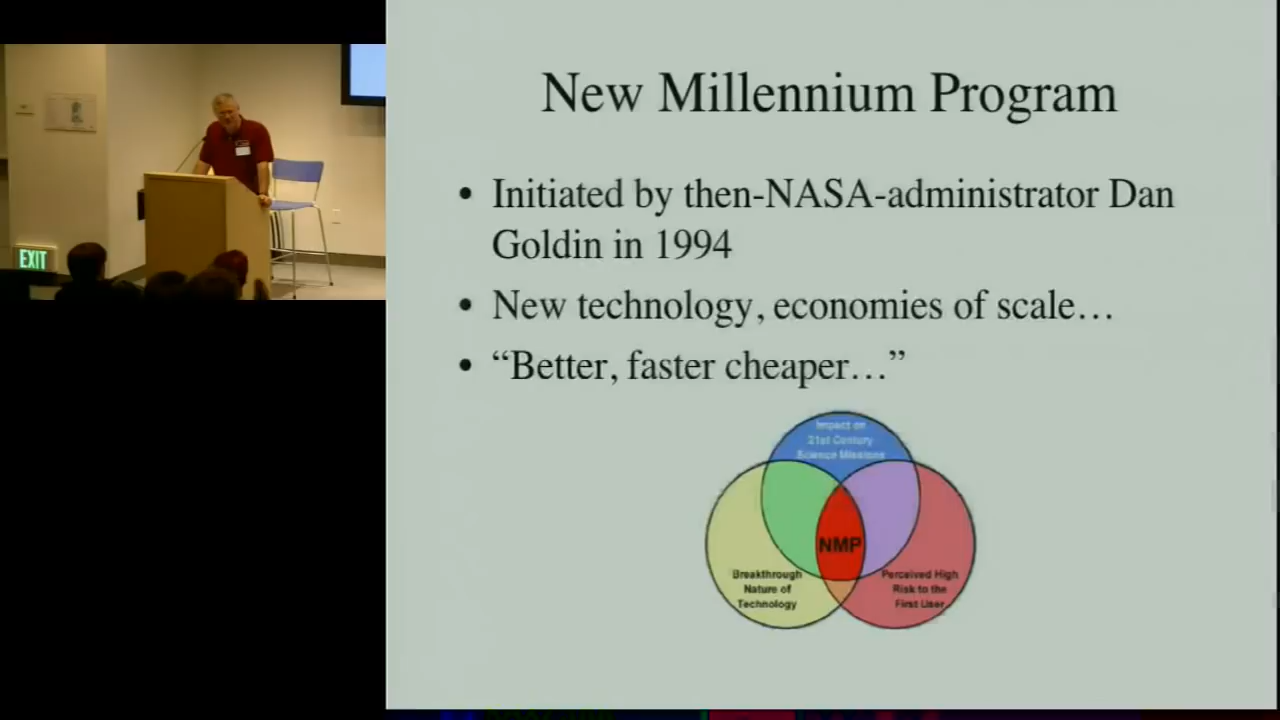 New Millennium Program
• Initiated by then-NASA-administrator Dan
Goldin in 1994
• New technology, economies of scale…
• “Better, faster cheaper…”
Impact on
21st Century
Science Missions
NMP
Breakthrough
Nature of
Technology
Perceived High
Risk to the
First User
EXIT